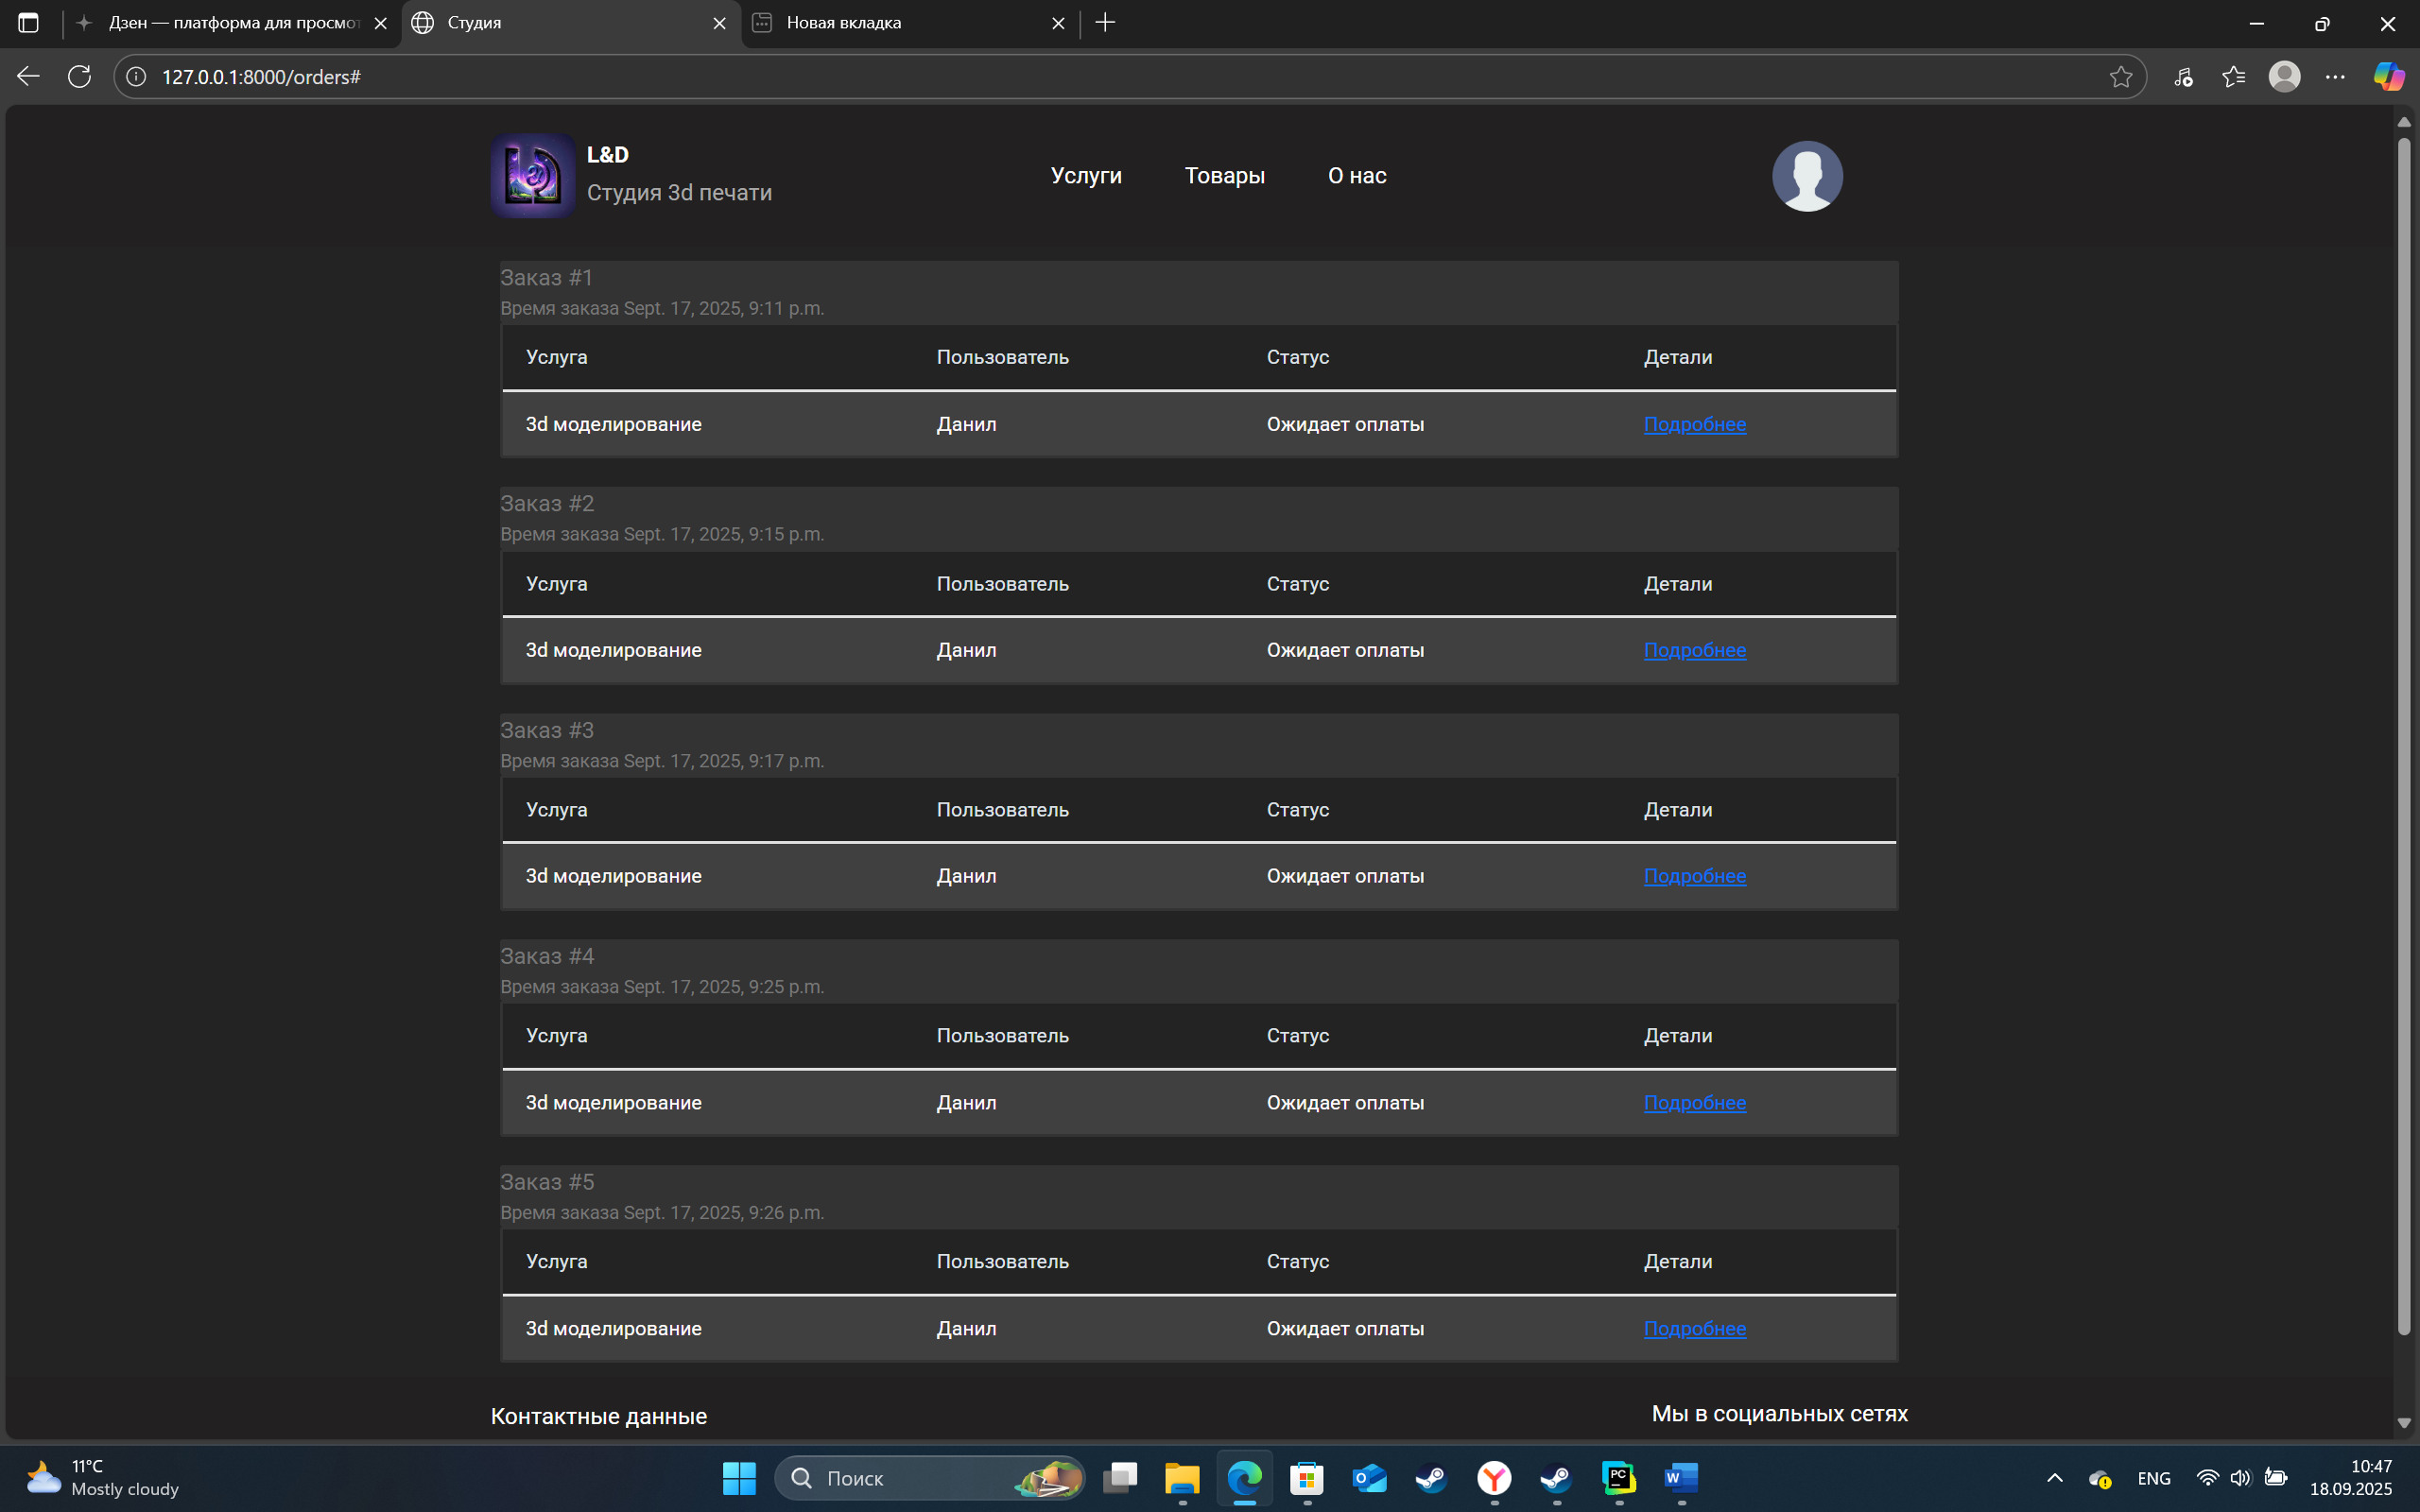 Дзен — платформа для просмот
Студия
Новая вкладка
127.0.0.1:8000/orders#
L&D
Студия 3d печати
Услуги Товары О нас
Заказ #1
Время заказа Sept. 17, 2025, 9:11 p.m.
Услуга Пользователь Статус Детали
3d моделирование Данил Ожидает оплаты Подробнее
Заказ #2
Время заказа Sept. 17, 2025, 9:15 p.m.
Услуга Пользователь Статус Детали
3d моделирование Данил Ожидает оплаты Подробнее
Заказ #3
Время заказа Sept. 17, 2025, 9:17 p.m.
Услуга Пользователь Статус Детали
3d моделирование Данил Ожидает оплаты Подробнее
Заказ #4
Время заказа Sept. 17, 2025, 9:25 p.m.
Услуга Пользователь Статус Детали
3d моделирование Данил Ожидает оплаты Подробнее
Заказ #5
Время заказа Sept. 17, 2025, 9:26 p.m.
Услуга Пользователь Статус Детали
3d моделирование Данил Ожидает оплаты Подробнее
Контактные данные Мы в социальных сетях
11°C
Mostly cloudy
Поиск
ENG
10:47
18.09.2025